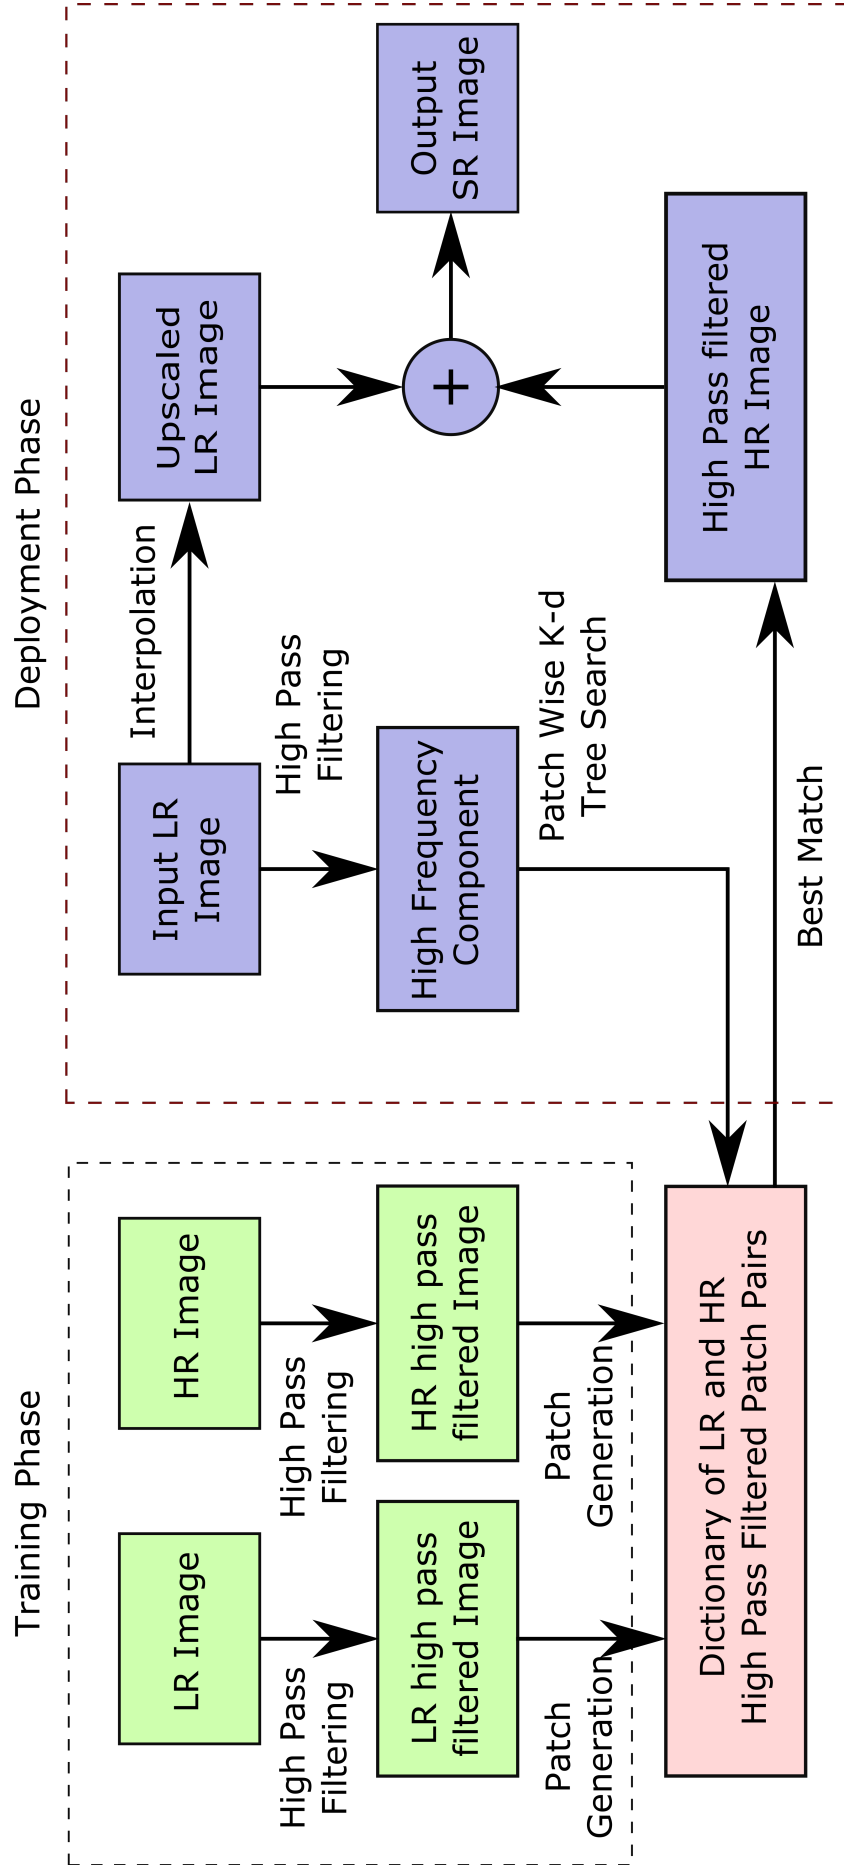 Training Phase
LR Image
HR Image
High Pass
Filtering
High Pass
Filtering
LR high pass
filtered Image
HR high pass
filtered Image
Patch
Generation
Patch
Generation
Dictionary of LR and HR
High Pass Filtered Patch Pairs
Deployment Phase
Input LR
Image
Interpolation
Upscaled
LR Image
High Pass
Filtering
High Frequency
Component
+
Output
SR Image
Patch Wise K-d
Tree Search
High Pass filtered
HR Image
Best Match